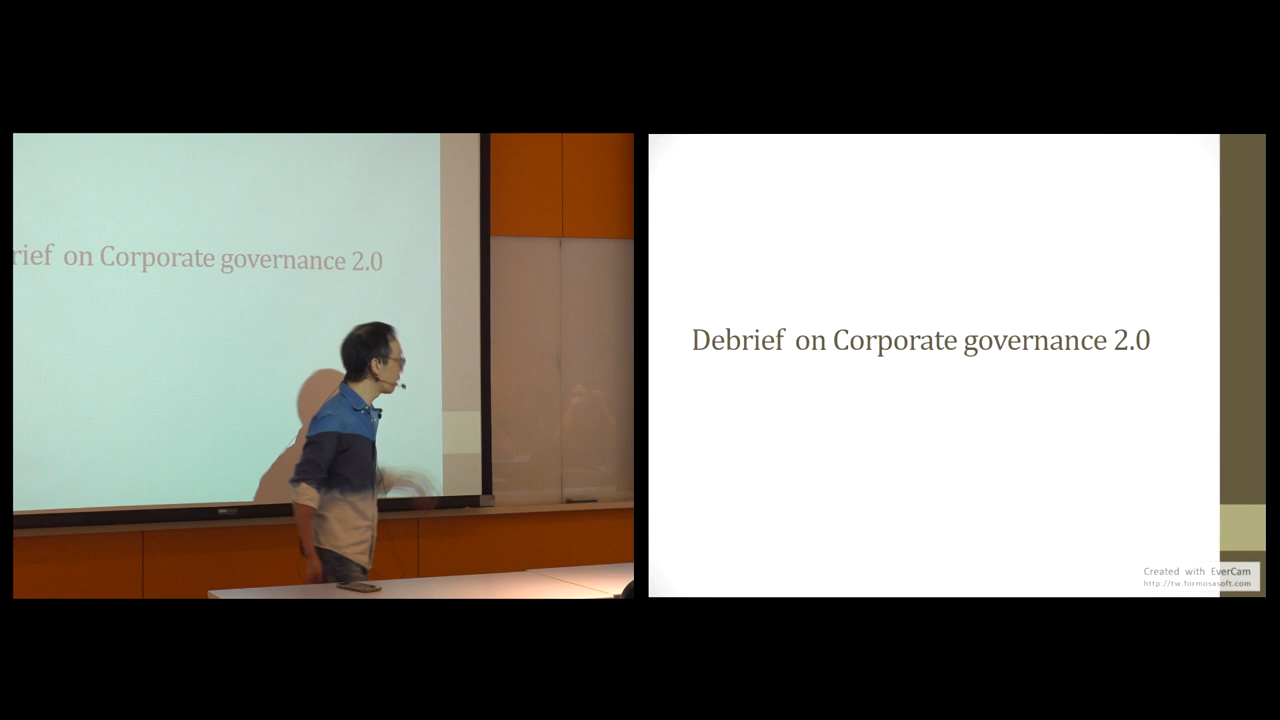 rief on Corporate governance 2.0
Debrief on Corporate governance 2.0
Created with EverCam
http://tw.formosasoft.com